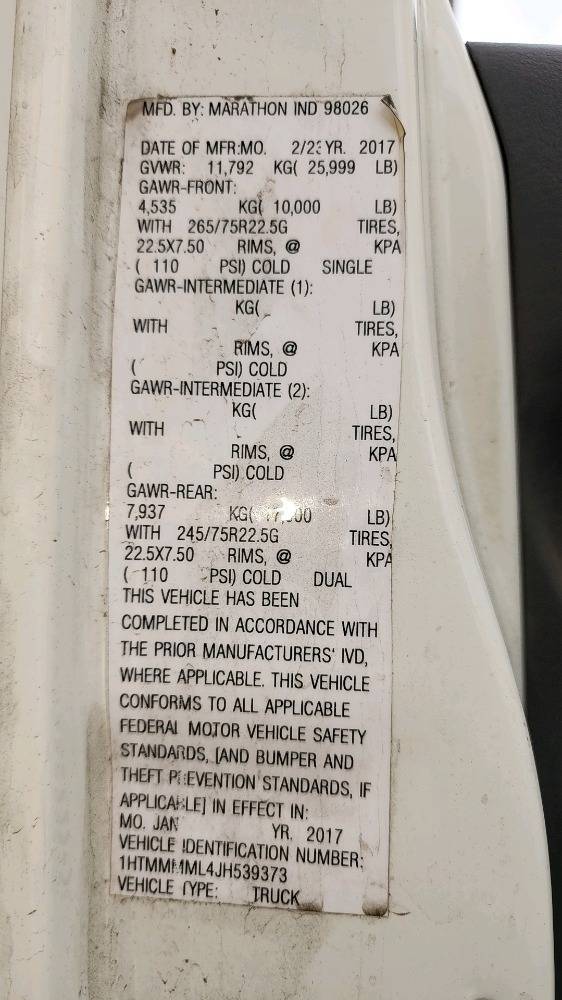 MFD. BY: MARATHON IND 98026
DATE OF MFR:MO. 2/23 YR. 2017
GVWR: 11,792 KG( 25,999 LB)
GAWR-FRONT:
4,535 KG( 10,000 LB)
WITH 265/75R22.5G TIRES,
22.5X7.50 RIMS, @ KPA
( 110 PSI) COLD SINGLE
GAWR-INTERMEDIATE (1):
KG( LB)
WITH TIRES,
RIMS, @ KPA
( PSI) COLD
GAWR-INTERMEDIATE (2):
KG( LB)
WITH TIRES,
RIMS, @ KPA
( PSI) COLD
GAWR-REAR:
7,937 KG( LB)
WITH 245/75R22.5G TIRES,
22.5X7.50 RIMS, @ KPA
( 110 PSI) COLD DUAL
THIS VEHICLE HAS BEEN
COMPLETED IN ACCORDANCE WITH
THE PRIOR MANUFACTURERS' IVD,
WHERE APPLICABLE. THIS VEHICLE
CONFORMS TO ALL APPLICABLE
FEDERAL MOTOR VEHICLE SAFETY
STANDARDS, [AND BUMPER AND
THEFT PREVENTION STANDARDS, IF
APPLICABLE] IN EFFECT IN:
MO. JAN YR. 2017
VEHICLE IDENTIFICATION NUMBER:
1HTMMMML4JH539373
VEHICLE TYPE: TRUCK